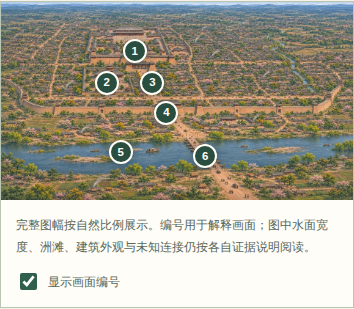 1
2
3
4
5
6
完整图幅按自然比例展示。编号用于解释画面；图中水面宽
度、洲滩、建筑外观与未知连接仍按各自证据说明阅读。
显示画面编号